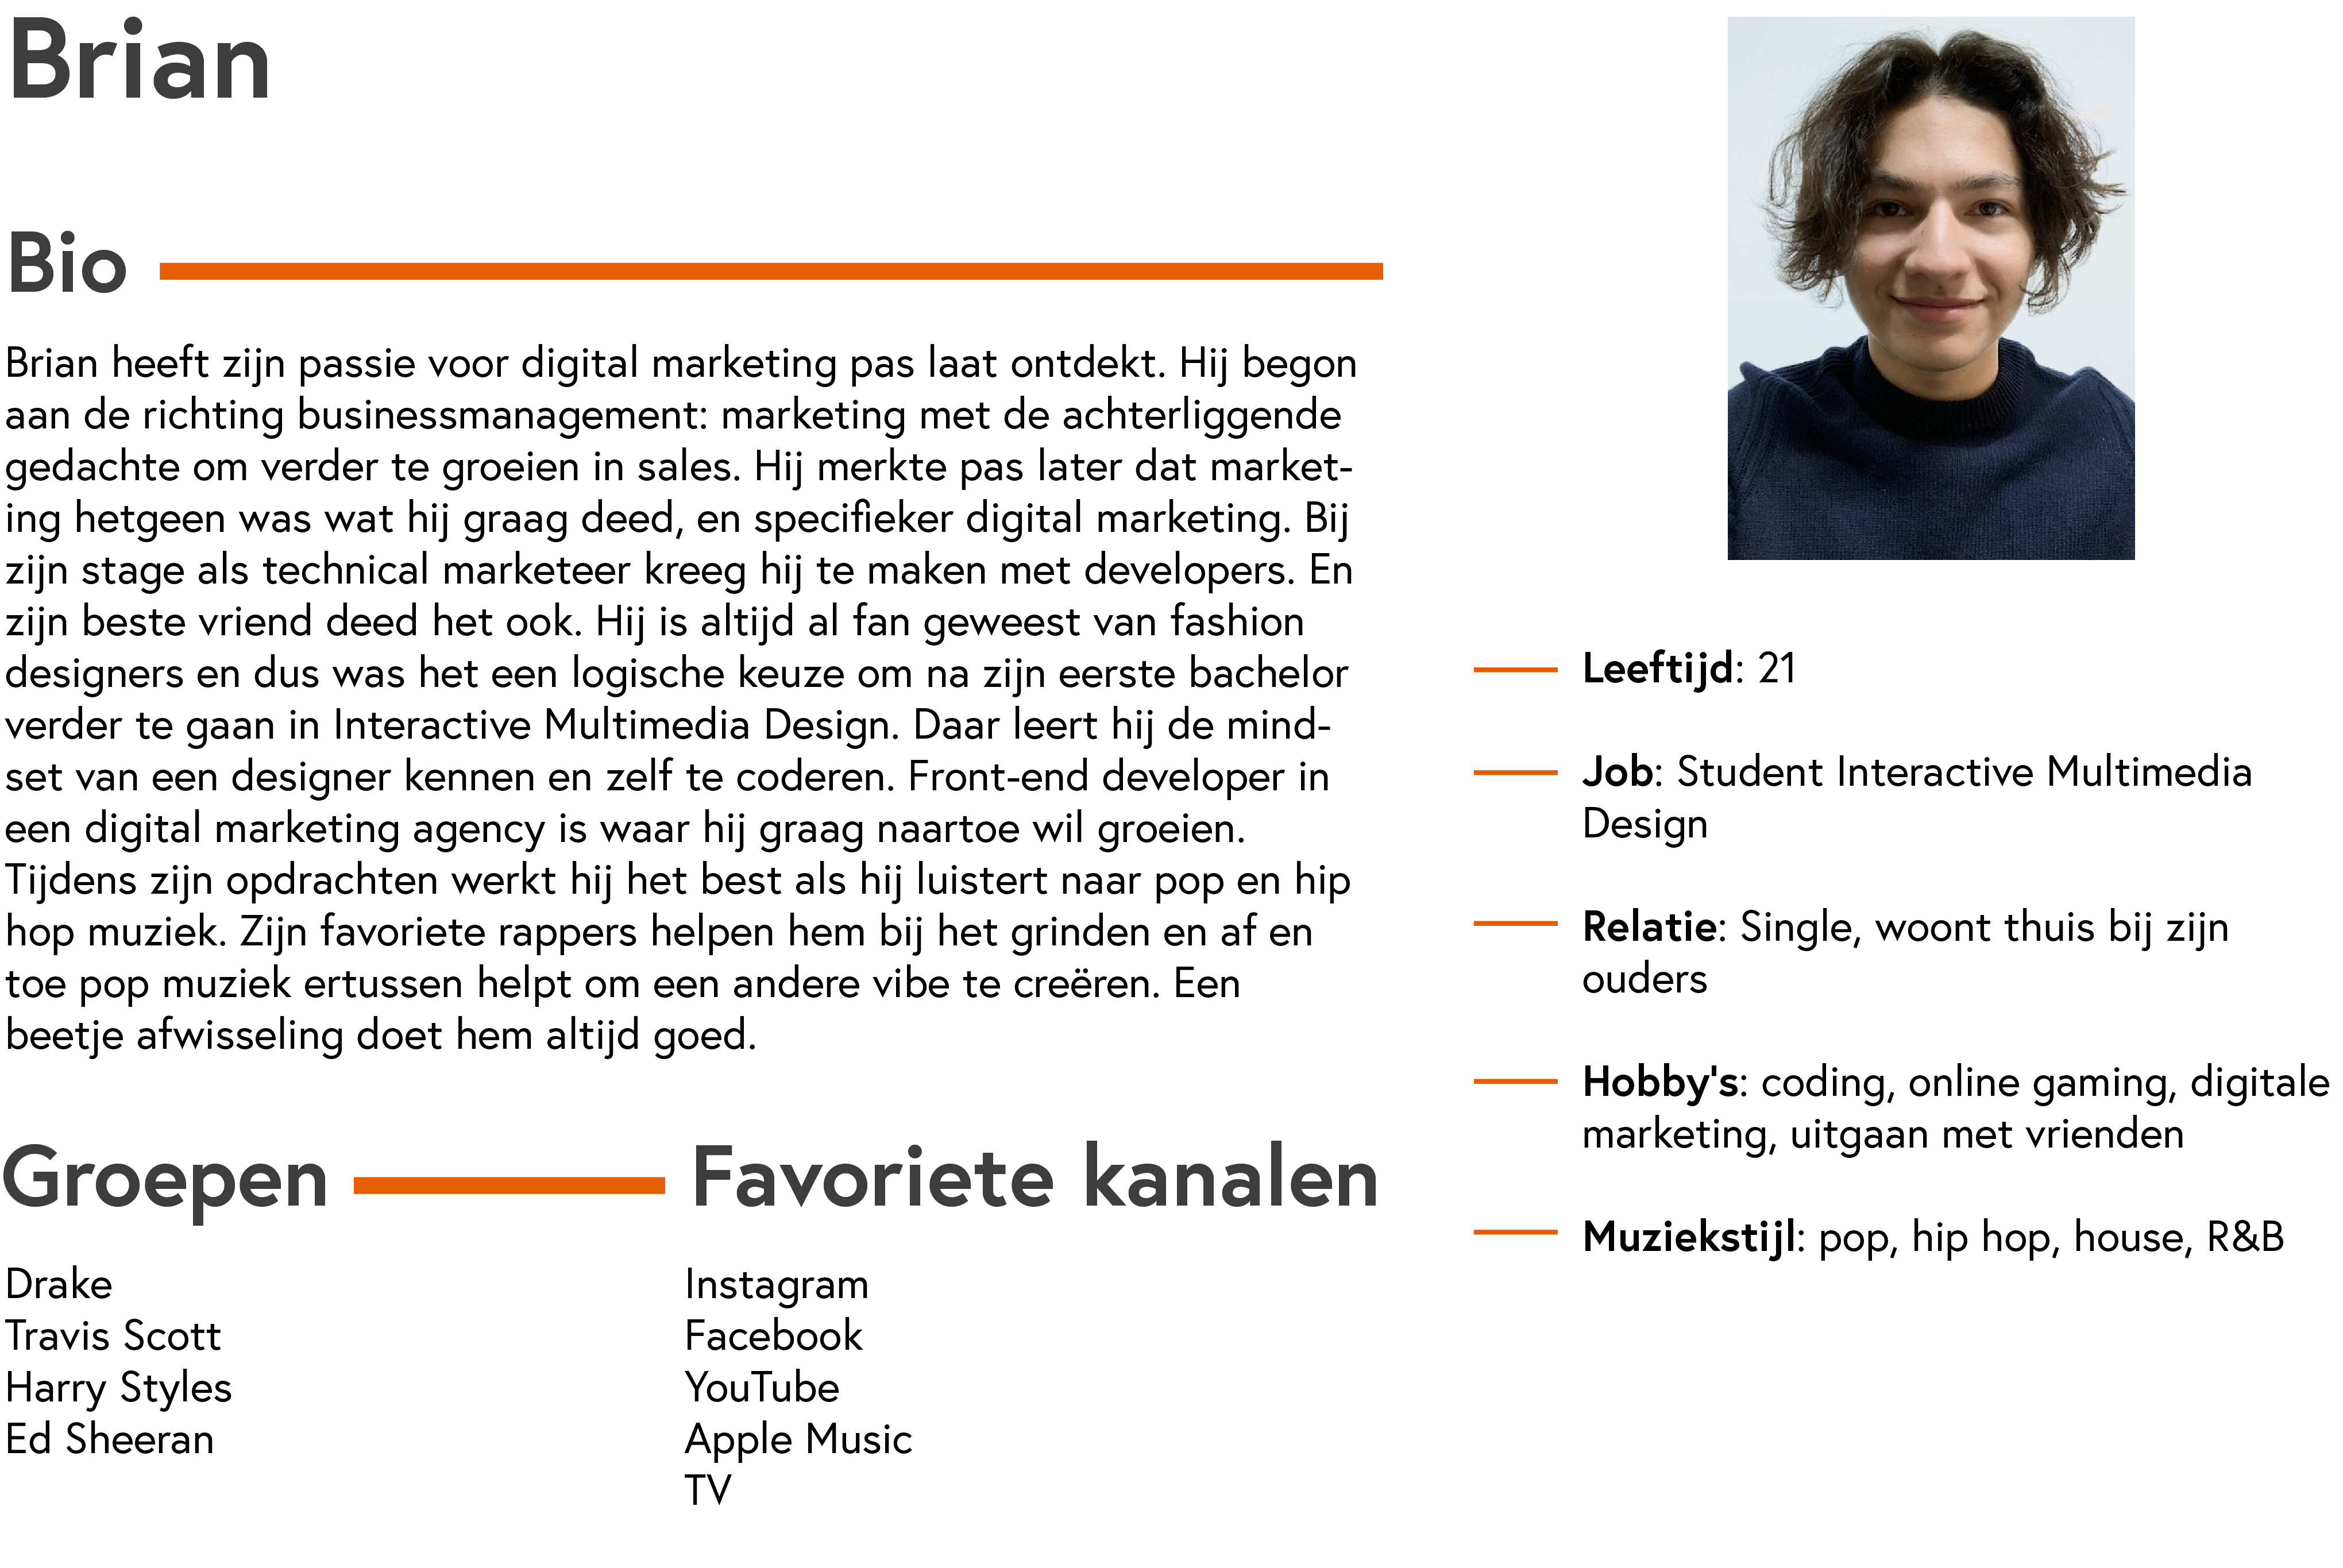 Brian
Bio
Brian heeft zijn passie voor digital marketing pas laat ontdekt. Hij begon
aan de richting businessmanagement: marketing met de achterliggende
gedachte om verder te groeien in sales. Hij merkte pas later dat market-
ing hetgeen was wat hij graag deed, en specifieker digital marketing. Bij
zijn stage als technical marketeer kreeg hij te maken met developers. En
zijn beste vriend deed het ook. Hij is altijd al fan geweest van fashion
designers en dus was het een logische keuze om na zijn eerste bachelor
verder te gaan in Interactive Multimedia Design. Daar leert hij de mind-
set van een designer kennen en zelf te coderen. Front-end developer in
een digital marketing agency is waar hij graag naartoe wil groeien.
Tijdens zijn opdrachten werkt hij het best als hij luistert naar pop en hip
hop muziek. Zijn favoriete rappers helpen hem bij het grinden en af en
toe pop muziek ertussen helpt om een andere vibe te creëren. Een
beetje afwisseling doet hem altijd goed.
Groepen
Drake
Travis Scott
Harry Styles
Ed Sheeran
Favoriete kanalen
Instagram
Facebook
YouTube
Apple Music
TV
Leeftijd: 21
Job: Student Interactive Multimedia
Design
Relatie: Single, woont thuis bij zijn
ouders
Hobby's: coding, online gaming, digitale
marketing, uitgaan met vrienden
Muziekstijl: pop, hip hop, house, R&B